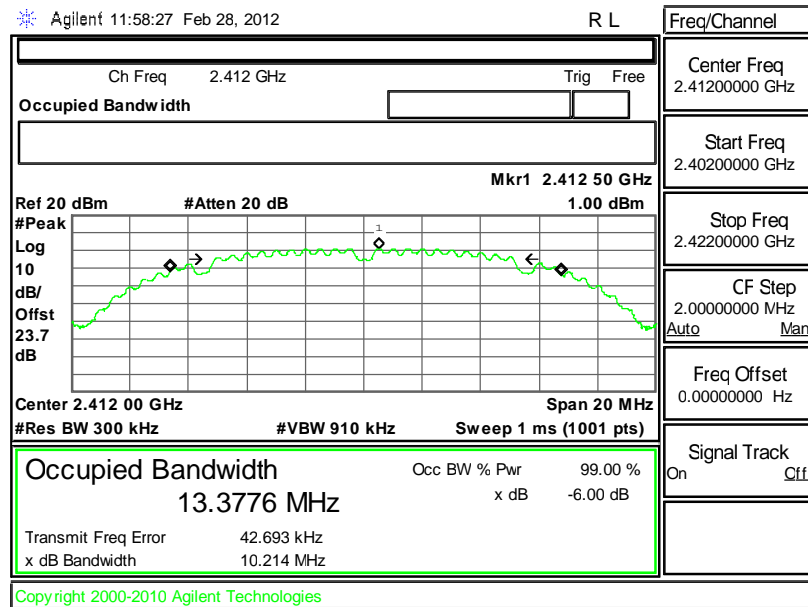 Agilent 11:58:27 Feb 28, 2012 R L
Ch Freq 2.412 GHz Trig Free
Occupied Bandwidth
Mkr1 2.412 50 GHz
Ref 20 dBm #Atten 20 dB 1.00 dBm
#Peak
Log
10
dB/
Offst
23.7
dB
1
Center 2.412 00 GHz Span 20 MHz
#Res BW 300 kHz #VBW 910 kHz Sweep 1 ms (1001 pts)
Occupied Bandwidth Occ BW % Pwr 99.00 %
13.3776 MHz x dB -6.00 dB
Transmit Freq Error 42.693 kHz
x dB Bandwidth 10.214 MHz
Copyright 2000-2010 Agilent Technologies
Freq/Channel
Center Freq
2.41200000 GHz
Start Freq
2.40200000 GHz
Stop Freq
2.42200000 GHz
CF Step
2.00000000 MHz
Auto Man
Freq Offset
0.00000000 Hz
Signal Track
On Off